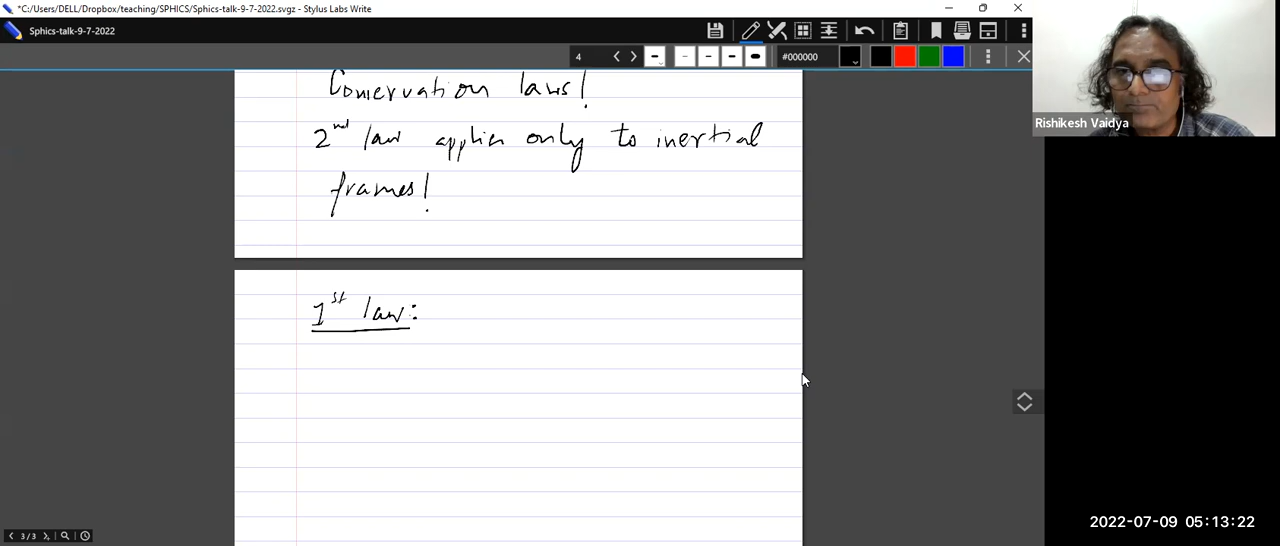 *C:/Users/DELL/Dropbox/teaching/SPHICS/Sphics-talk-9-7-2022.svgz - Stylus Labs Write
Sphics-talk-9-7-2022
4
#000000
Conservation laws!
2nd law applies only to inertial
frames!
1st law:
Rishikesh Vaidya
3/3
2022-07-09 05:13:22